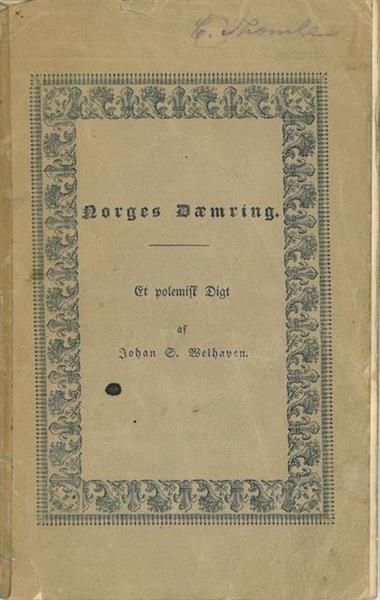 Norges Dæmring.
Et polemisk Digt
af
Johan S. Welhaven.